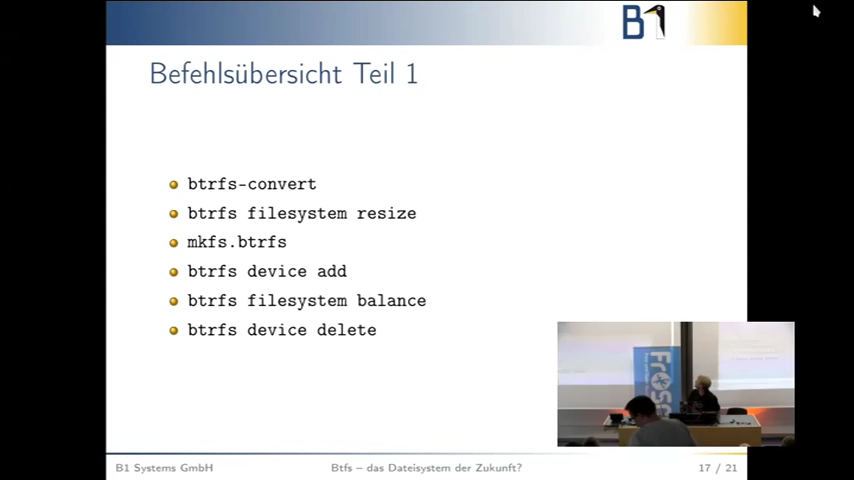 B1
Befehlsübersicht Teil 1
btrfs-convert
btrfs filesystem resize
mkfs.btrfs
btrfs device add
btrfs filesystem balance
btrfs device delete
B1 Systems GmbH
Btfs – das Dateisystem der Zukunft?
17 / 21